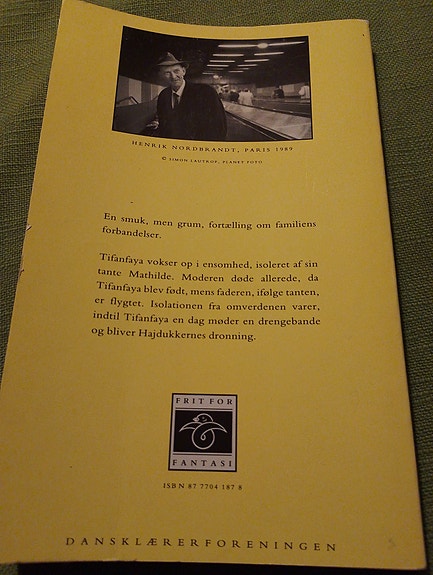 HENRIK NORDBRANDT, PARIS 1989
© SIMON LAUTROP, PLANET FOTO
En smuk, men grum, fortælling om familiens
forbandelser.
Tifanfaya vokser op i ensomhed, isoleret af sin
tante Mathilde. Moderen døde allerede, da
Tifanfaya blev født, mens faderen, ifølge tanten,
er flygtet. Isolationen fra omverdenen varer,
indtil Tifanfaya en dag møder en drengebande
og bliver Hajdukkernes dronning.
FRIT FOR
FANTASI
ISBN 87 7704 187 8
DANSKLÆRERFORENINGEN